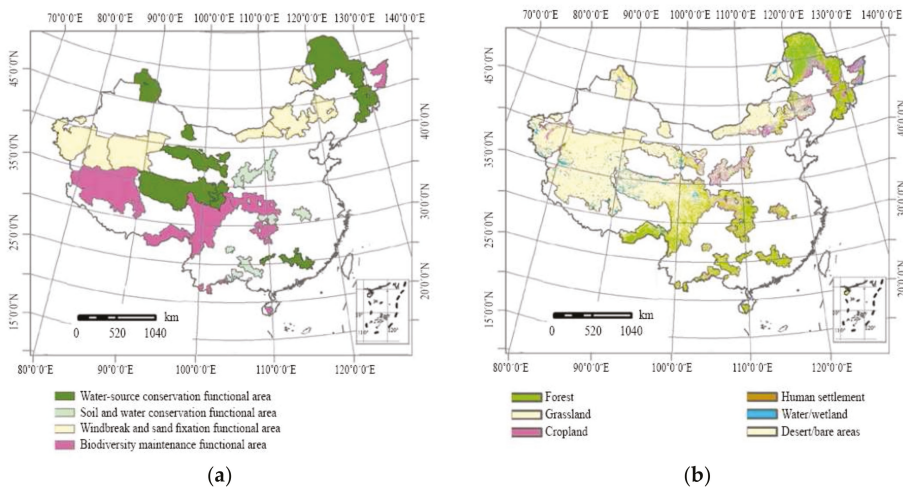 70°0'0"E 80°0'0"E 90°0'0"E 100°0'0"E 110°0'0"E 120°0'0"E 130°0'0"E
45°0'0"N
40°0'0"N
35°0'0"N
30°0'0"N
25°0'0"N
20°0'0"N
15°0'0"N
km
0 520 1040
80°0'0"E 90°0'0"E 100°0'0"E 110°0'0"E 120°0'0"E
Water-source conservation functional area
Soil and water conservation functional area
Windbreak and sand fixation functional area
Biodiversity maintenance functional area
(a)
70°0'0"E 80°0'0"E 90°0'0"E 100°0'0"E 110°0'0"E 120°0'0"E 130°0'0"E
45°0'0"N
40°0'0"N
35°0'0"N
30°0'0"N
25°0'0"N
20°0'0"N
15°0'0"N
km
0 520 1040
80°0'0"E 90°0'0"E 100°0'0"E 110°0'0"E 120°0'0"E
Forest
Grassland
Cropland
Human settlement
Water/wetland
Desert/bare areas
(b)